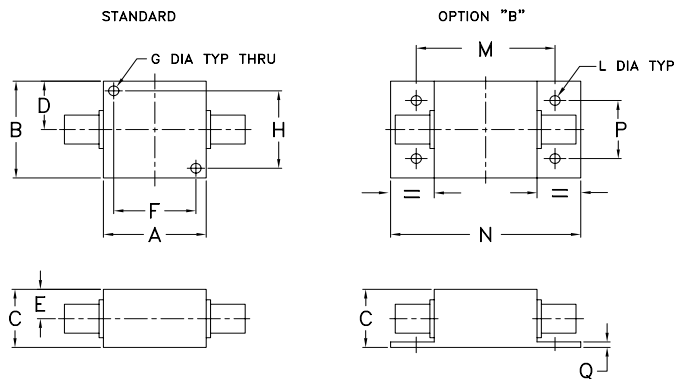 STANDARD
OPTION "B"
G DIA TYP THRU
M
L DIA TYP
D
B
H
P
F
A
=
=
N
E
C
C
Q